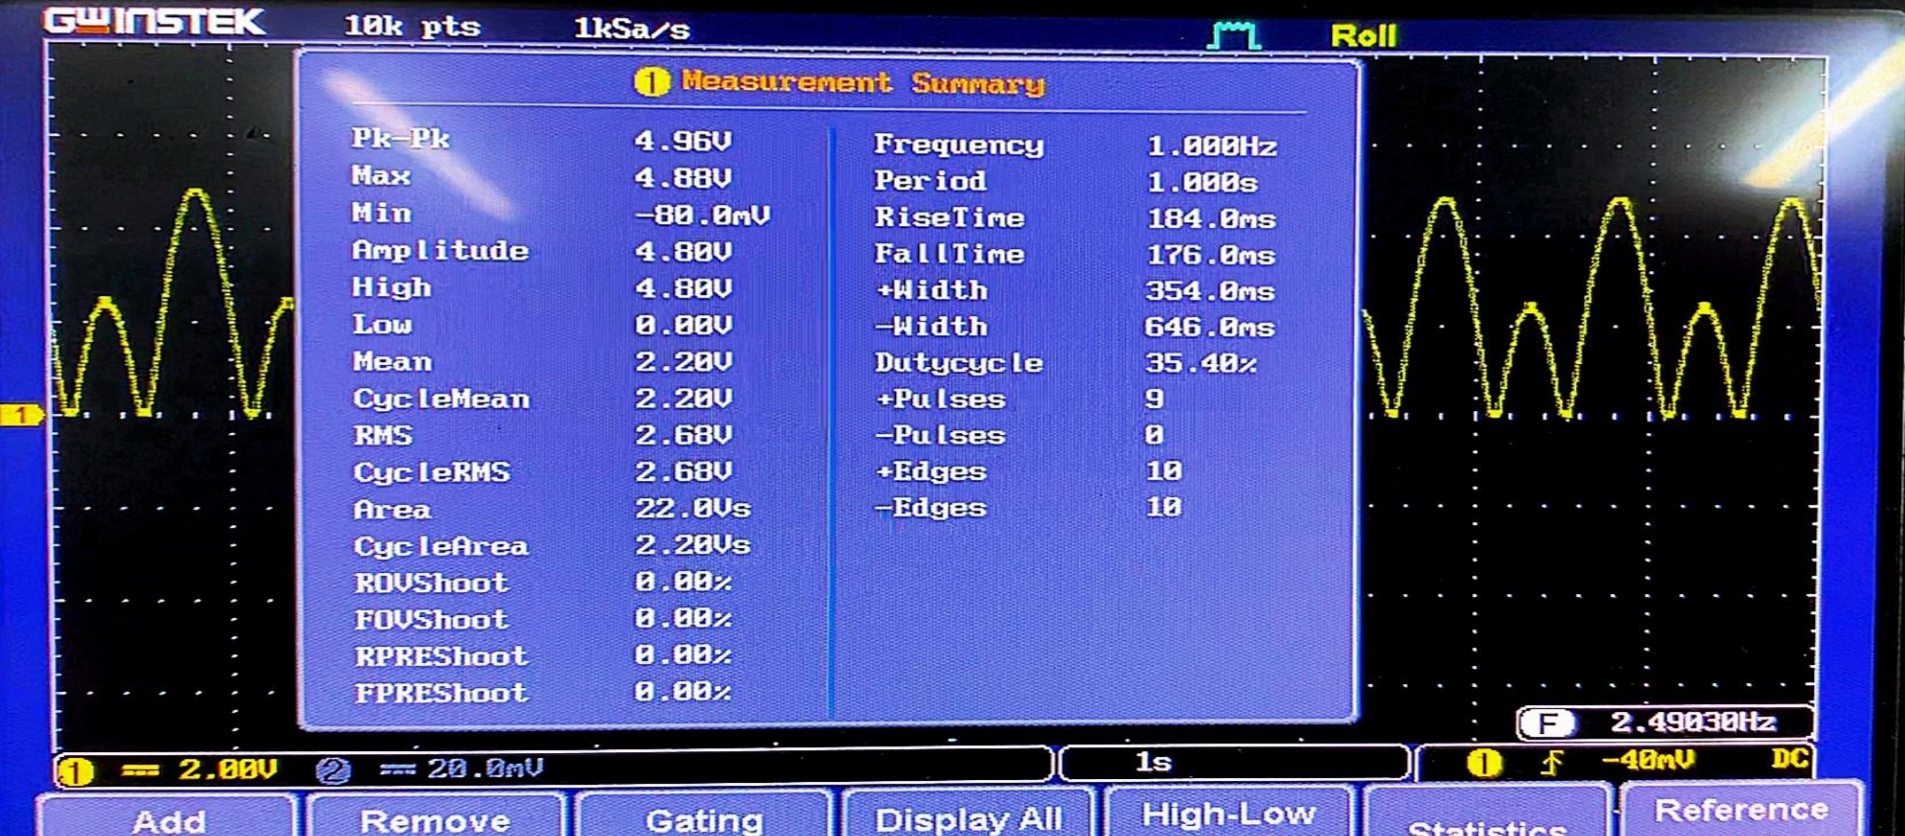 GWINSTEK 10k pts 1kSa/s Roll
1 Measurement Summary
Pk-Pk 4.96V Frequency 1.000Hz
Max 4.88V Period 1.000s
Min -80.0mV RiseTime 184.0ms
Amplitude 4.80V FallTime 176.0ms
High 4.80V +Width 354.0ms
Low 0.00V -Width 646.0ms
Mean 2.20V Dutycycle 35.40%
CycleMean 2.20V +Pulses 9
RMS 2.68V -Pulses 0
CycleRMS 2.68V +Edges 10
Area 22.0Vs -Edges 10
CycleArea 2.20Vs
ROVShoot 0.00%
FOVShoot 0.00%
RPREShoot 0.00%
FPREShoot 0.00%
1
F 2.49030Hz
1 2.00V 2 20.0mV 1s 1 -40mV DC
Add Remove Gating Display All High-Low Statistics Reference